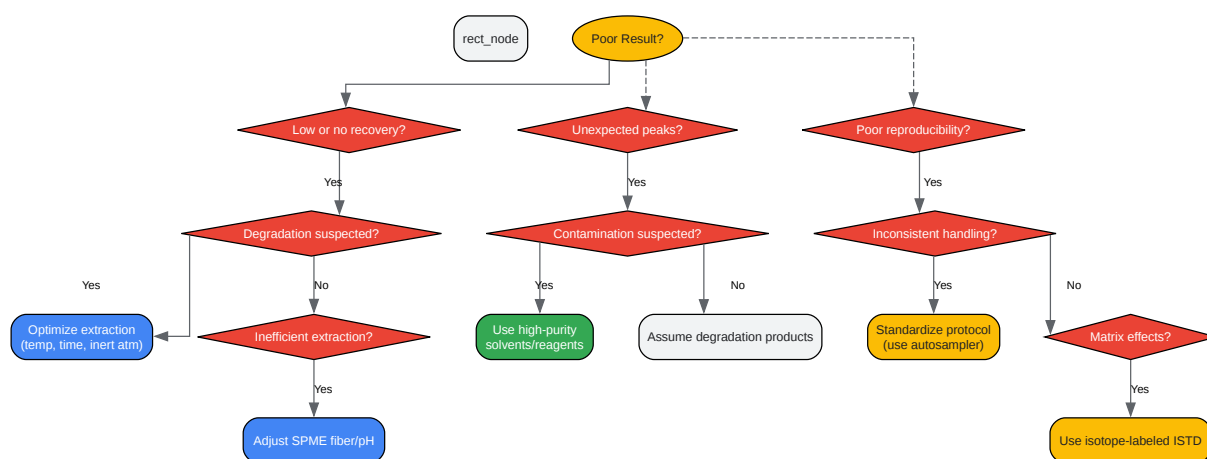 rect_node
Poor Result?
Low or no recovery?
Unexpected peaks?
Poor reproducibility?
Yes
Yes
Yes
Degradation suspected?
Contamination suspected?
Inconsistent handling?
Yes
No
Yes
No
Yes
No
Optimize extraction
(temp, time, inert atm)
Inefficient extraction?
Use high-purity
solvents/reagents
Assume degradation products
Standardize protocol
(use autosampler)
Matrix effects?
Yes
Yes
Adjust SPME fiber/pH
Use isotope-labeled ISTD